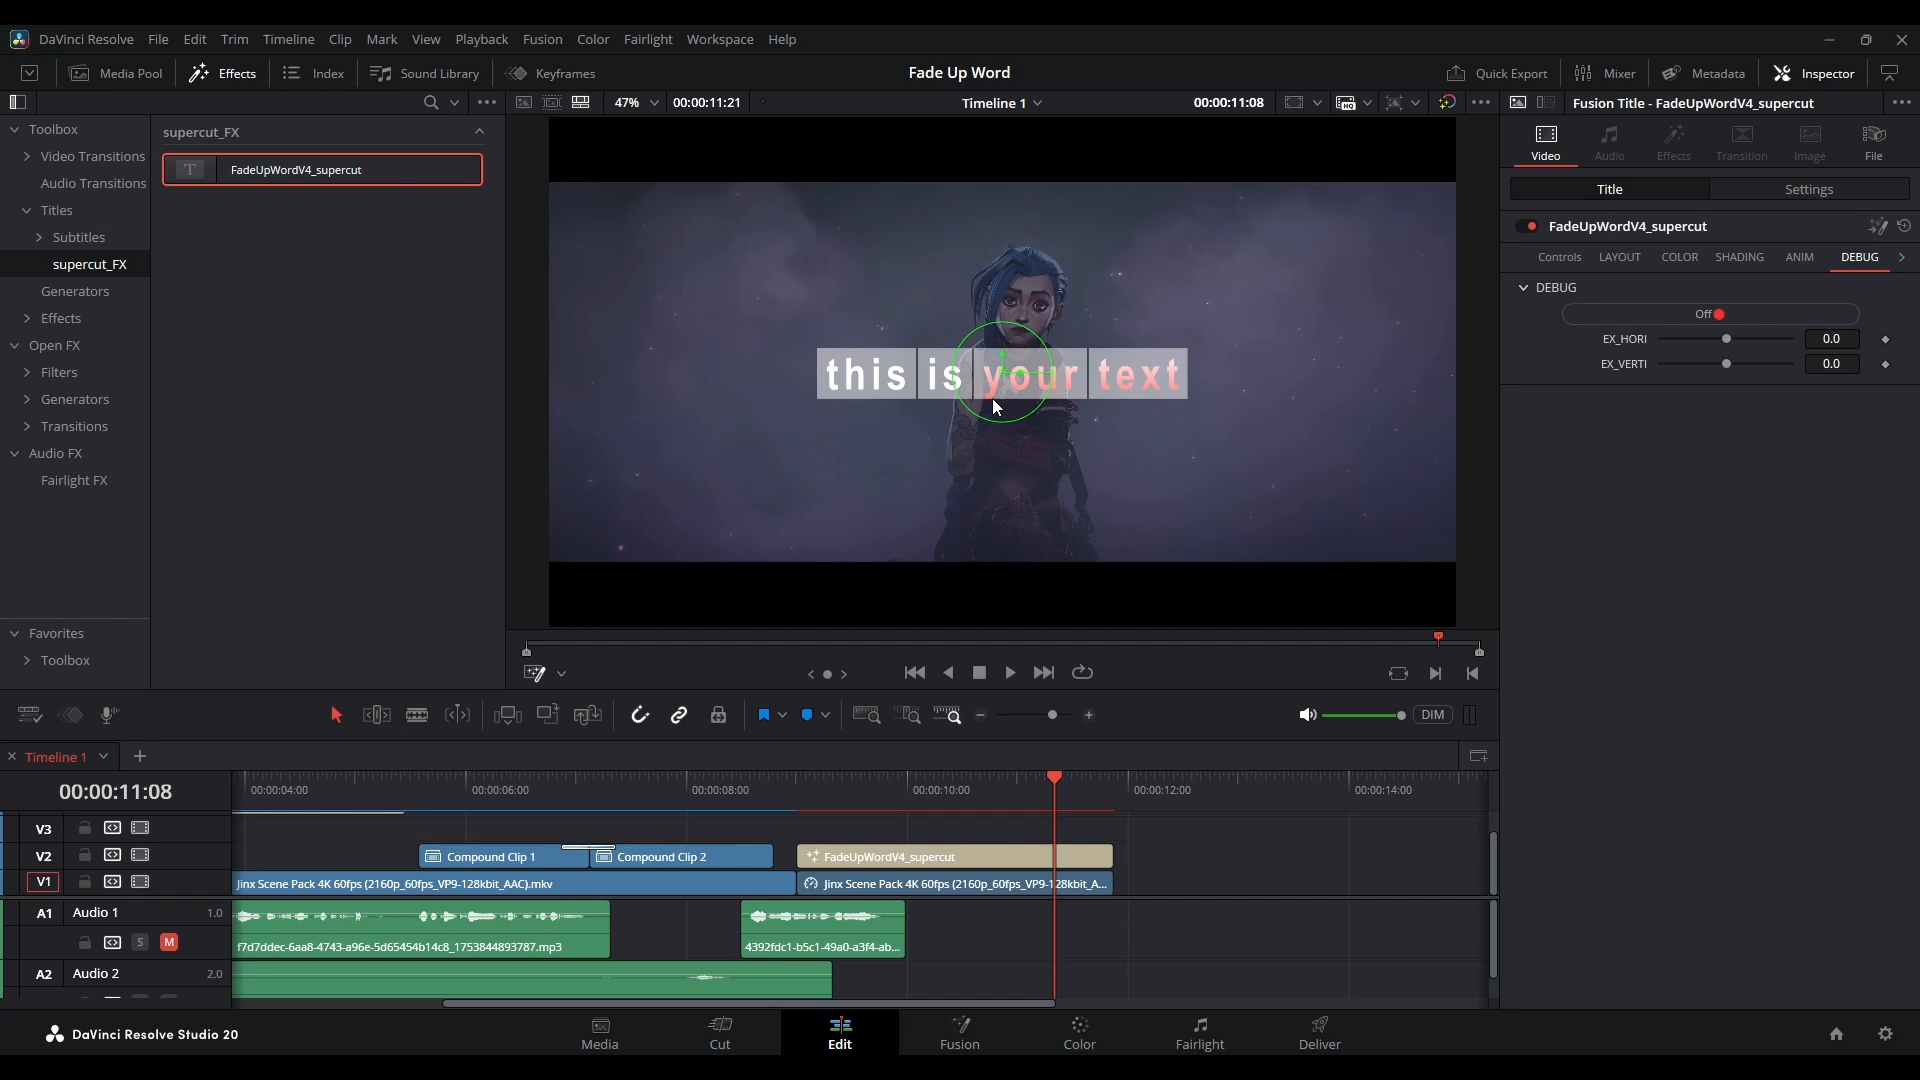 DaVinci Resolve File Edit Trim Timeline Clip Mark View Playback Fusion Color Fairlight Workspace Help
Media Pool Effects Index Sound Library Keyframes Fade Up Word Quick Export Mixer Metadata Inspector
47% 00:00:11:21 Timeline 1 00:00:11:08 HQ Fusion Title - FadeUpWordV4_supercut
Toolbox
Video Transitions
Audio Transitions
Titles
Subtitles
supercut_FX
Generators
Effects
Open FX
Filters
Generators
Transitions
Audio FX
Fairlight FX
Favorites
Toolbox
supercut_FX
T FadeUpWordV4_supercut
this is your text
Video Audio Effects Transition Image File
Title Settings
FadeUpWordV4_supercut
Controls LAYOUT COLOR SHADING ANIM DEBUG
DEBUG
Off
EX_HORI 0.0
EX_VERTI 0.0
DIM
Timeline 1
00:00:11:08 00:00:04:00 00:00:06:00 00:00:08:00 00:00:10:00 00:00:12:00 00:00:14:00
V3
V2 Compound Clip 1 Compound Clip 2 FadeUpWordV4_supercut
V1 Jinx Scene Pack 4K 60fps (2160p_60fps_VP9-128kbit_AAC).mkv Jinx Scene Pack 4K 60fps (2160p_60fps_VP9-128kbit_A...
A1 Audio 1 1.0
S M f7d7ddec-6aa8-4743-a96e-5d65454b14c8_1753844893787.mp3 4392fdc1-b5c1-49a0-a3f4-ab...
A2 Audio 2 2.0
DaVinci Resolve Studio 20 Media Cut Edit Fusion Color Fairlight Deliver